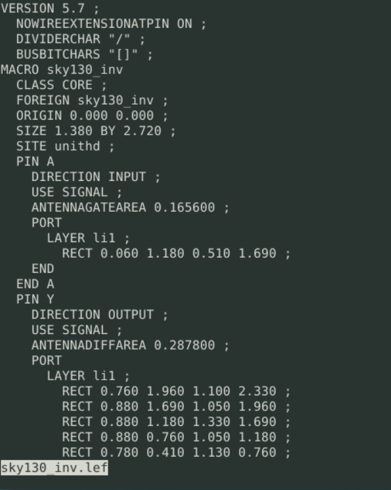 VERSION 5.7 ;
  NOWIREEXTENSIONATPIN ON ;
  DIVIDERCHAR "/" ;
  BUSBITCHARS "[]" ;
MACRO sky130_inv
  CLASS CORE ;
  FOREIGN sky130_inv ;
  ORIGIN 0.000 0.000 ;
  SIZE 1.380 BY 2.720 ;
  SITE unithd ;
  PIN A
    DIRECTION INPUT ;
    USE SIGNAL ;
    ANTENNAGATEAREA 0.165600 ;
    PORT
      LAYER li1 ;
        RECT 0.060 1.180 0.510 1.690 ;
    END
  END A
  PIN Y
    DIRECTION OUTPUT ;
    USE SIGNAL ;
    ANTENNADIFFAREA 0.287800 ;
    PORT
      LAYER li1 ;
        RECT 0.760 1.960 1.100 2.330 ;
        RECT 0.880 1.690 1.050 1.960 ;
        RECT 0.880 1.180 1.330 1.690 ;
        RECT 0.880 0.760 1.050 1.180 ;
        RECT 0.780 0.410 1.130 0.760 ;
sky130_inv.lef